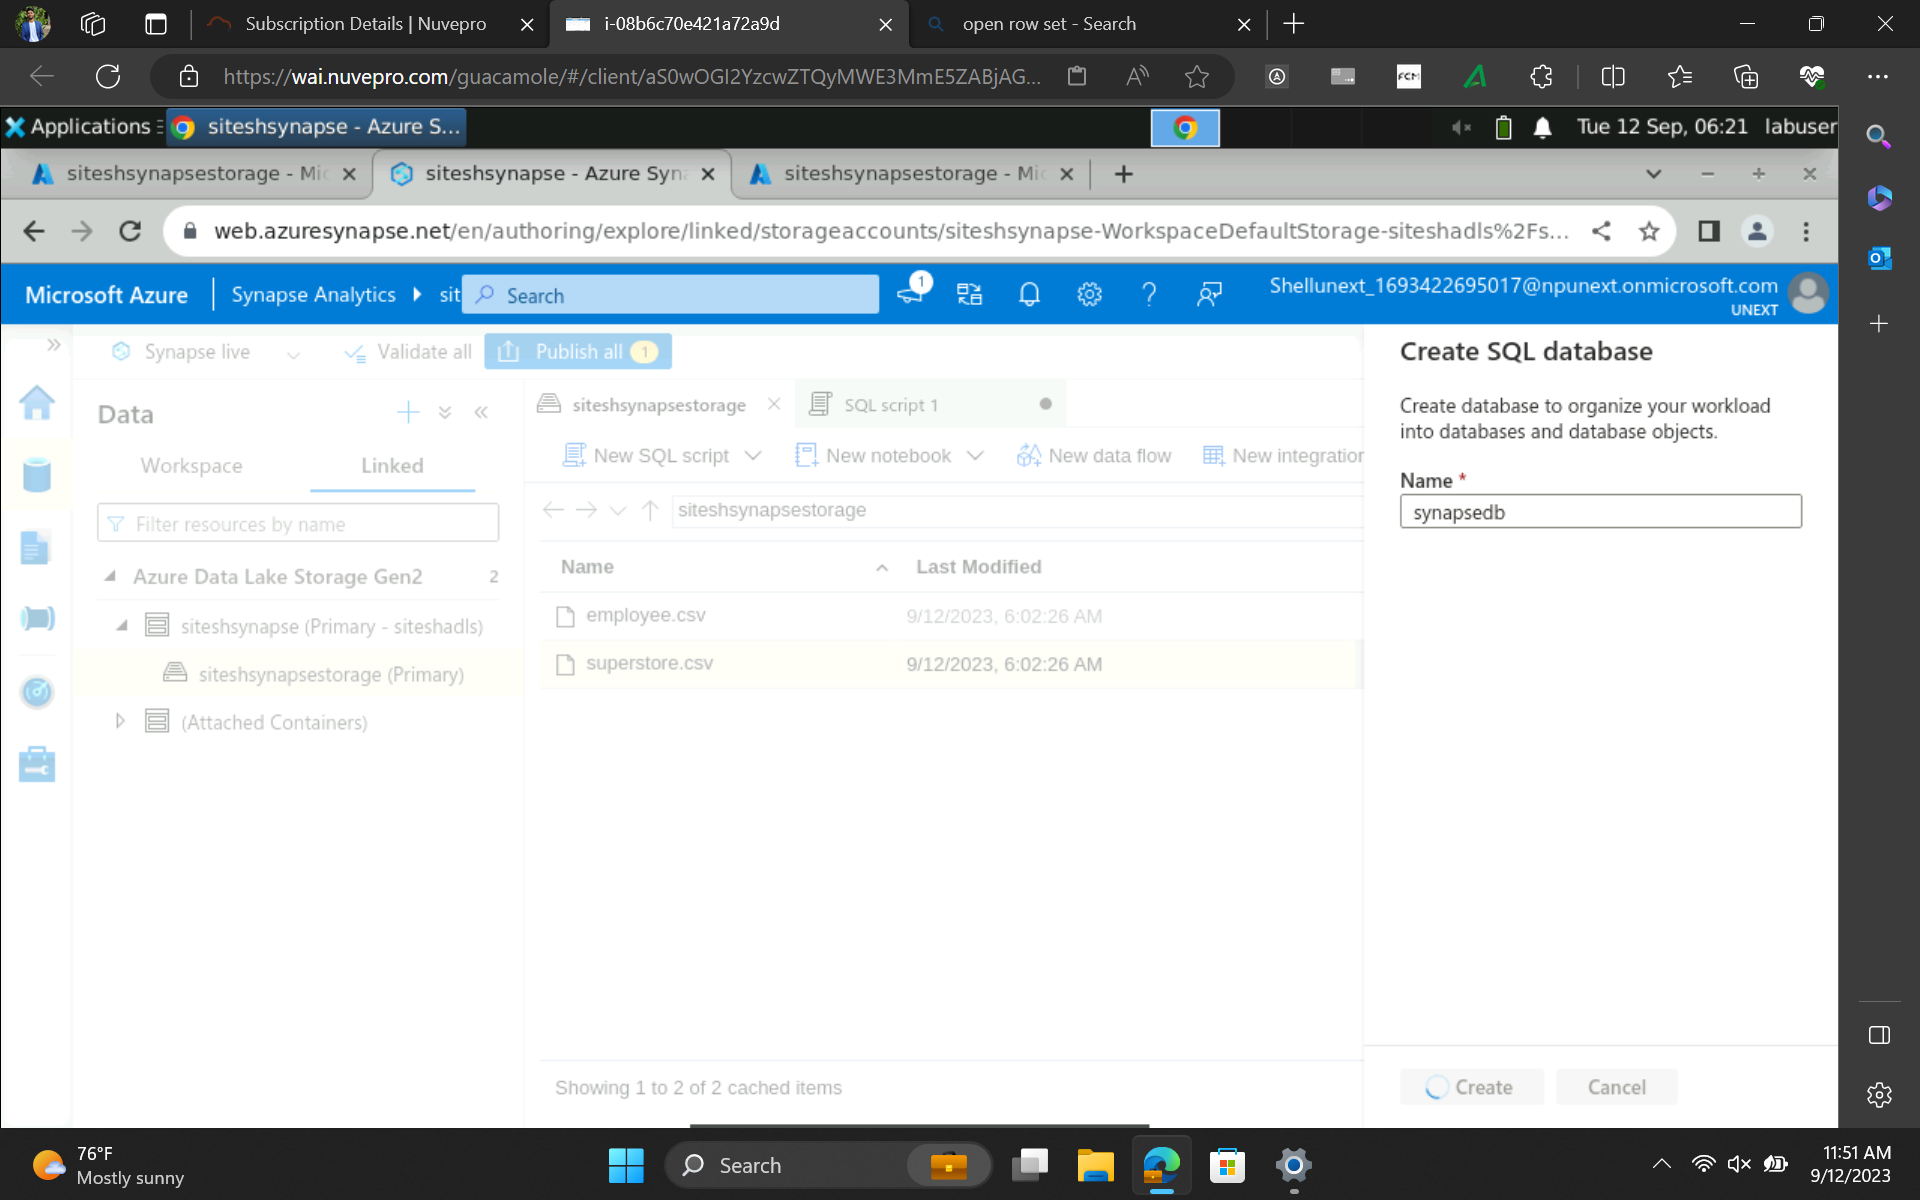 Subscription Details | Nuvepro
i-08b6c70e421a72a9d
open row set - Search
https://wai.nuvepro.com/guacamole/#/client/aS0wOGI2YzcwZTQyMWE3MmE5ZABjAG...
Applications
siteshsynapse - Azure S...
Tue 12 Sep, 06:21 labuser
siteshsynapsestorage - Mic
siteshsynapse - Azure Syna
siteshsynapsestorage - Mic
web.azuresynapse.net/en/authoring/explore/linked/storageaccounts/siteshsynapse-WorkspaceDefaultStorage-siteshadls%2Fs...
Microsoft Azure
Synapse Analytics
sit
Search
1
Shellunext_1693422695017@npunext.onmicrosoft.com
UNEXT
Synapse live
Validate all
Publish all 1
Data
Workspace
Linked
Filter resources by name
Azure Data Lake Storage Gen2 2
siteshsynapse (Primary - siteshadls)
siteshsynapsestorage (Primary)
(Attached Containers)
siteshsynapsestorage
SQL script 1
New SQL script
New notebook
New data flow
New integration
siteshsynapsestorage
Name
Last Modified
employee.csv
9/12/2023, 6:02:26 AM
superstore.csv
9/12/2023, 6:02:26 AM
Showing 1 to 2 of 2 cached items
Create SQL database
Create database to organize your workload
into databases and database objects.
Name *
synapsedb
Create
Cancel
76°F
Mostly sunny
Search
11:51 AM
9/12/2023